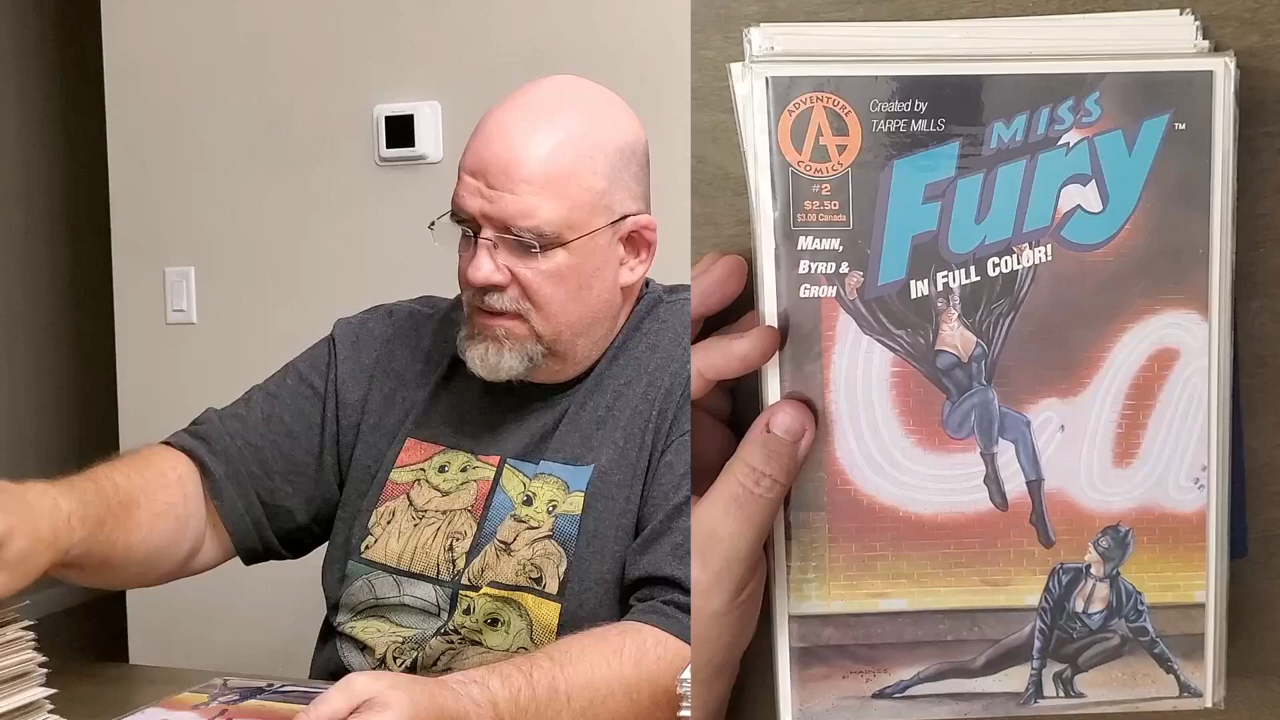 ADVENTURE
A
COMICS
#2
$2.50
$3.00 Canada
Created by
TARPE MILLS
MISS
Fury
TM
IN FULL COLOR!
MANN,
BYRD &
GROH